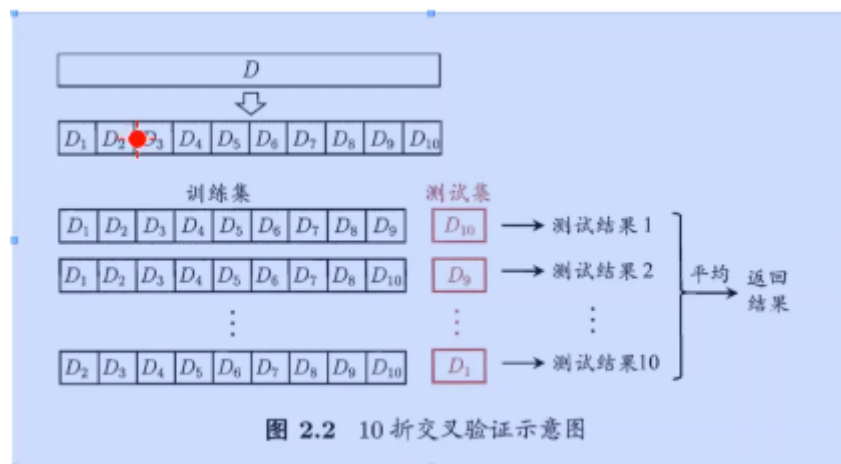 D
D1 D2 D3 D4 D5 D6 D7 D8 D9 D10
训练集 测试集
D1 D2 D3 D4 D5 D6 D7 D8 D9 D10 测试结果1
D1 D2 D3 D4 D5 D6 D7 D8 D10 D9 测试结果2
平均 返回
结果
D2 D3 D4 D5 D6 D7 D8 D9 D10 D1 测试结果10
图 2.2 10折交叉验证示意图